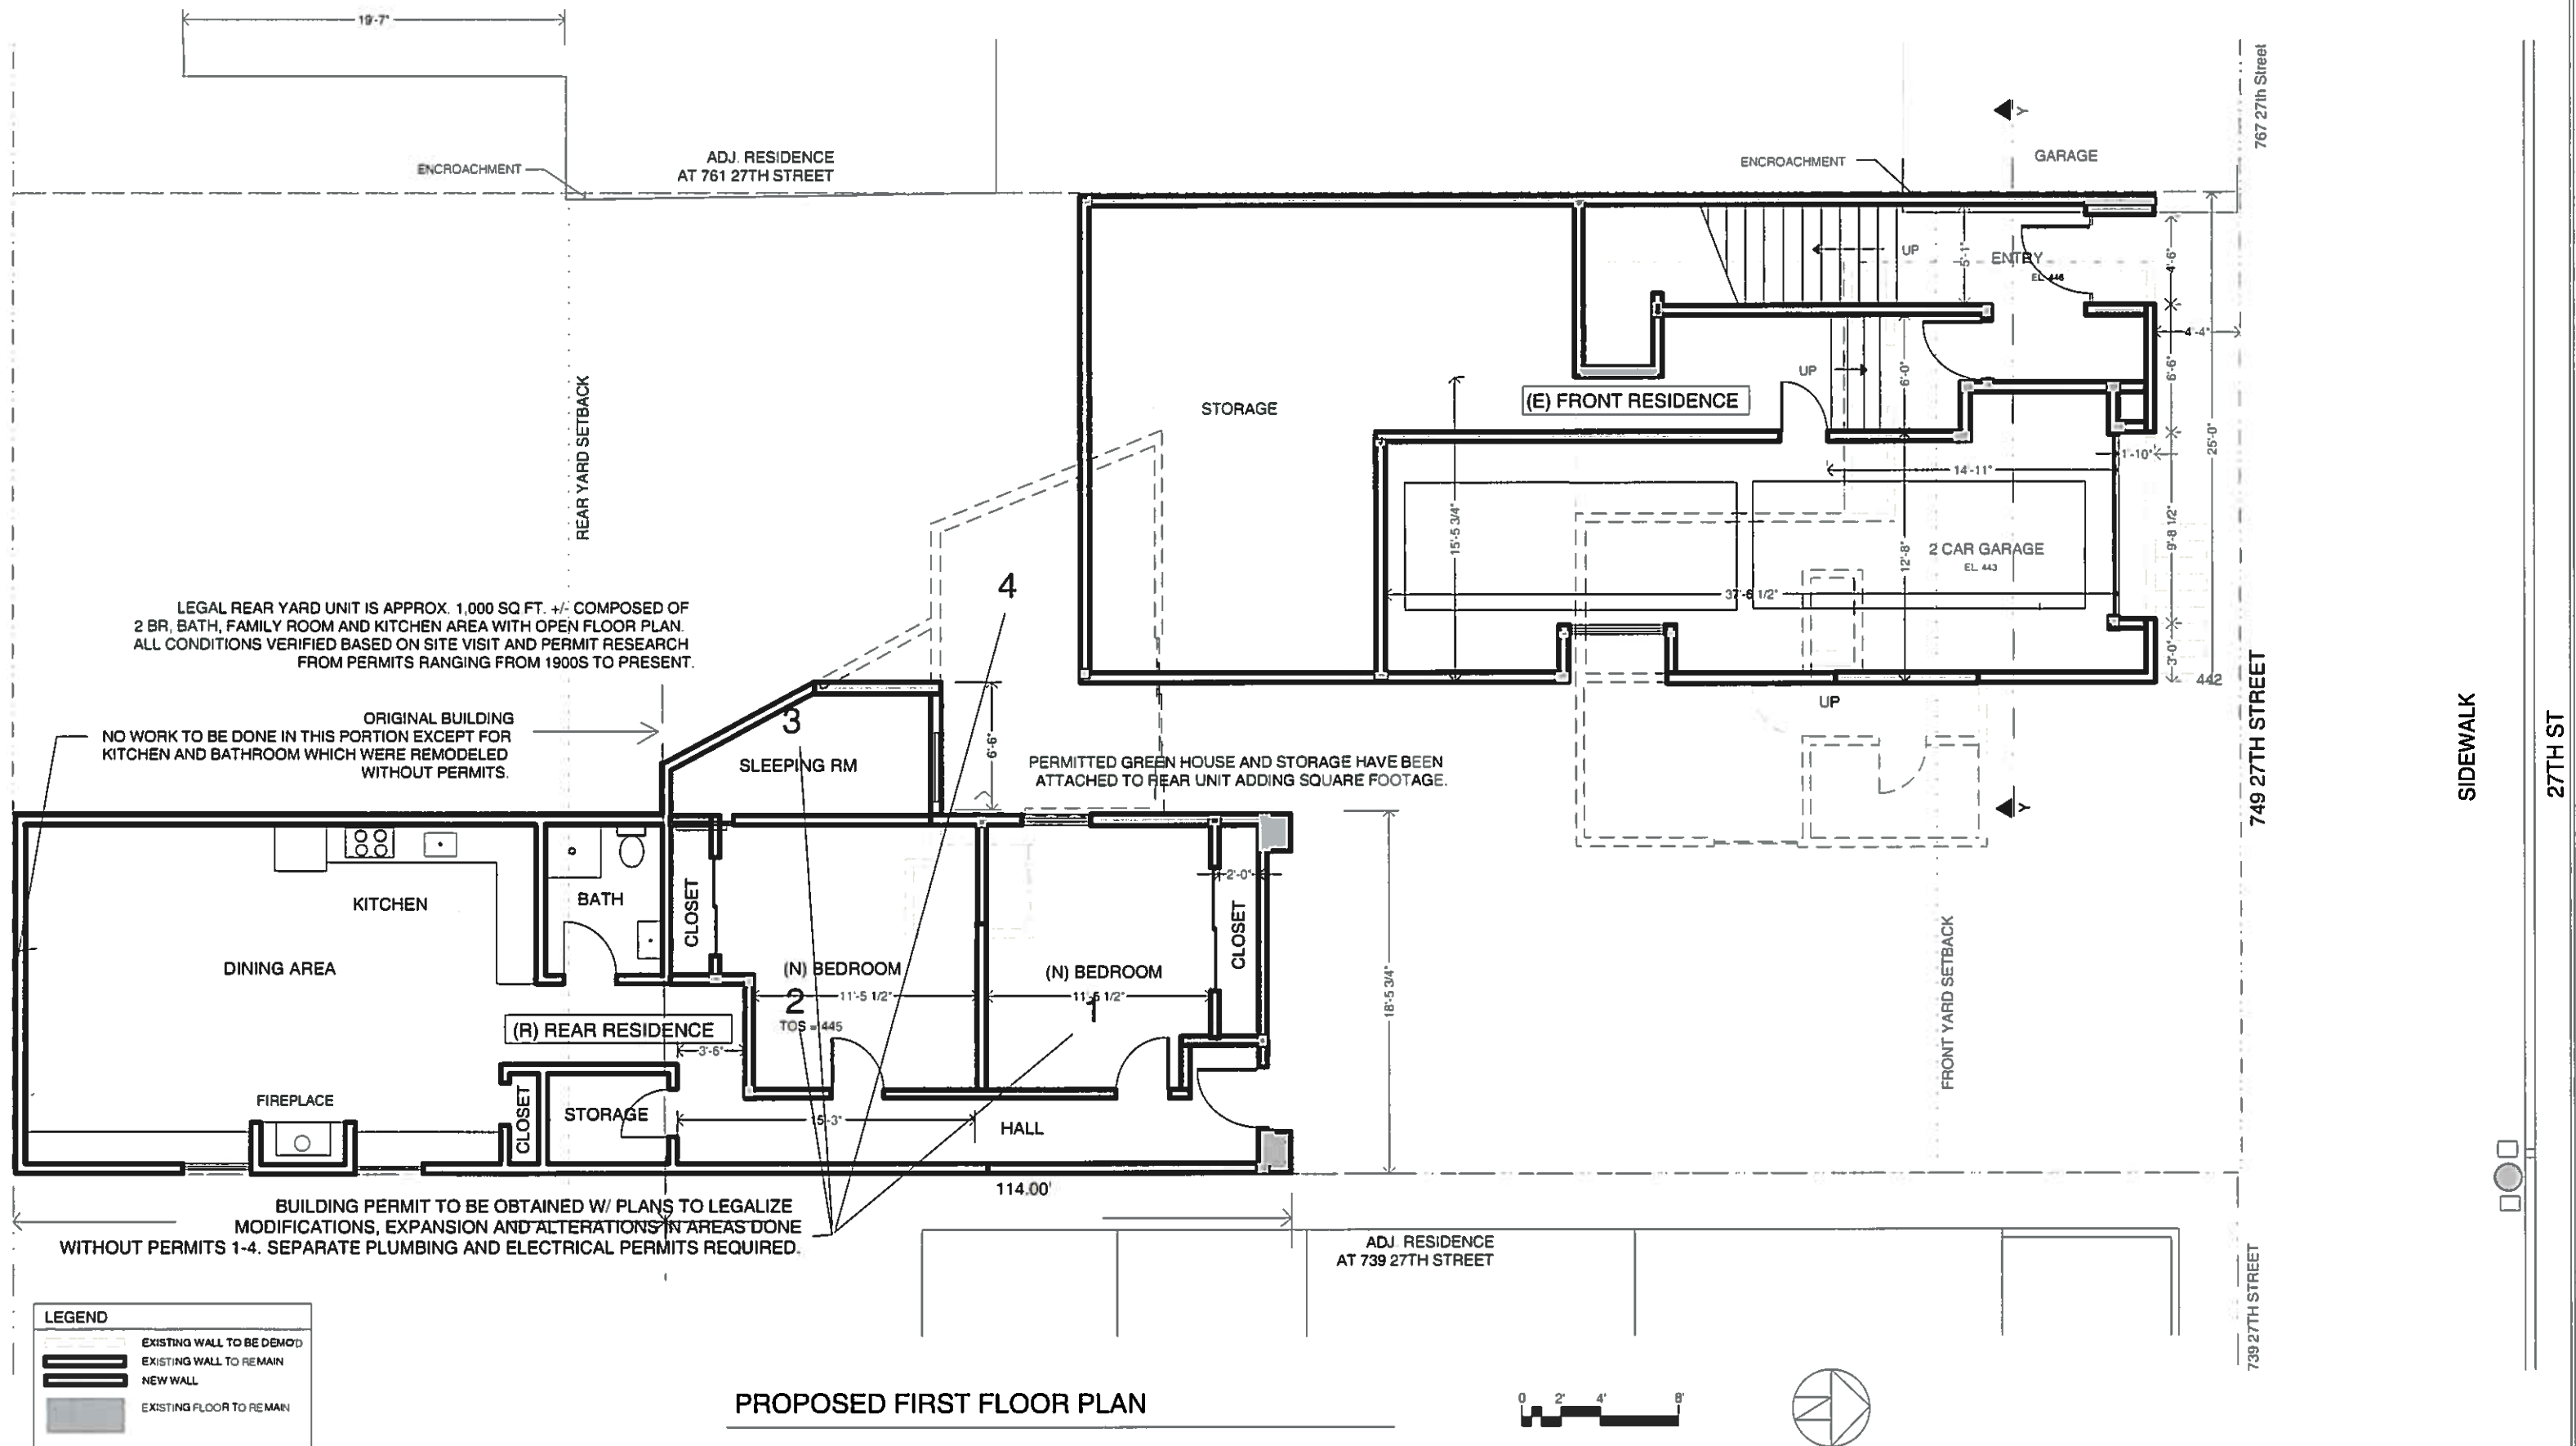 19'-7"
767 27th Street
Y
ENCROACHMENT
ADJ. RESIDENCE
AT 761 27TH STREET
ENCROACHMENT
GARAGE
UP
5'-1"
ENTRY
EL 446
4'-6"
4'-4"
6'-6"
25'-0"
REAR YARD SETBACK
STORAGE
(E) FRONT RESIDENCE
UP
6'-0"
1'-10"
14'-11"
15'-5 3/4"
12'-8"
2 CAR GARAGE
EL. 443
9'-8 1/2"
37'-6 1/2"
3'-0"
442
UP
4
LEGAL REAR YARD UNIT IS APPROX. 1,000 SQ FT. +/- COMPOSED OF
2 BR, BATH, FAMILY ROOM AND KITCHEN AREA WITH OPEN FLOOR PLAN.
ALL CONDITIONS VERIFIED BASED ON SITE VISIT AND PERMIT RESEARCH
FROM PERMITS RANGING FROM 1900S TO PRESENT.
ORIGINAL BUILDING
NO WORK TO BE DONE IN THIS PORTION EXCEPT FOR
KITCHEN AND BATHROOM WHICH WERE REMODELED
WITHOUT PERMITS.
3
SLEEPING RM
6'-6"
PERMITTED GREEN HOUSE AND STORAGE HAVE BEEN
ATTACHED TO REAR UNIT ADDING SQUARE FOOTAGE.
749 27TH STREET
SIDEWALK
27TH ST
Y
KITCHEN
BATH
CLOSET
2'-0"
CLOSET
DINING AREA
(N) BEDROOM
(N) BEDROOM
11'-5 1/2"
11'-5 1/2"
2
1
TOS = 445
(R) REAR RESIDENCE
3'-6"
18'-5 3/4"
FRONT YARD SETBACK
FIREPLACE
CLOSET
STORAGE
15'-3"
HALL
114.00'
BUILDING PERMIT TO BE OBTAINED W/ PLANS TO LEGALIZE
MODIFICATIONS, EXPANSION AND ALTERATIONS IN AREAS DONE
WITHOUT PERMITS 1-4. SEPARATE PLUMBING AND ELECTRICAL PERMITS REQUIRED.
ADJ. RESIDENCE
AT 739 27TH STREET
739 27TH STREET
LEGEND
EXISTING WALL TO BE DEMO'D
EXISTING WALL TO REMAIN
NEW WALL
EXISTING FLOOR TO REMAIN
PROPOSED FIRST FLOOR PLAN
0 2' 4' 8'
N